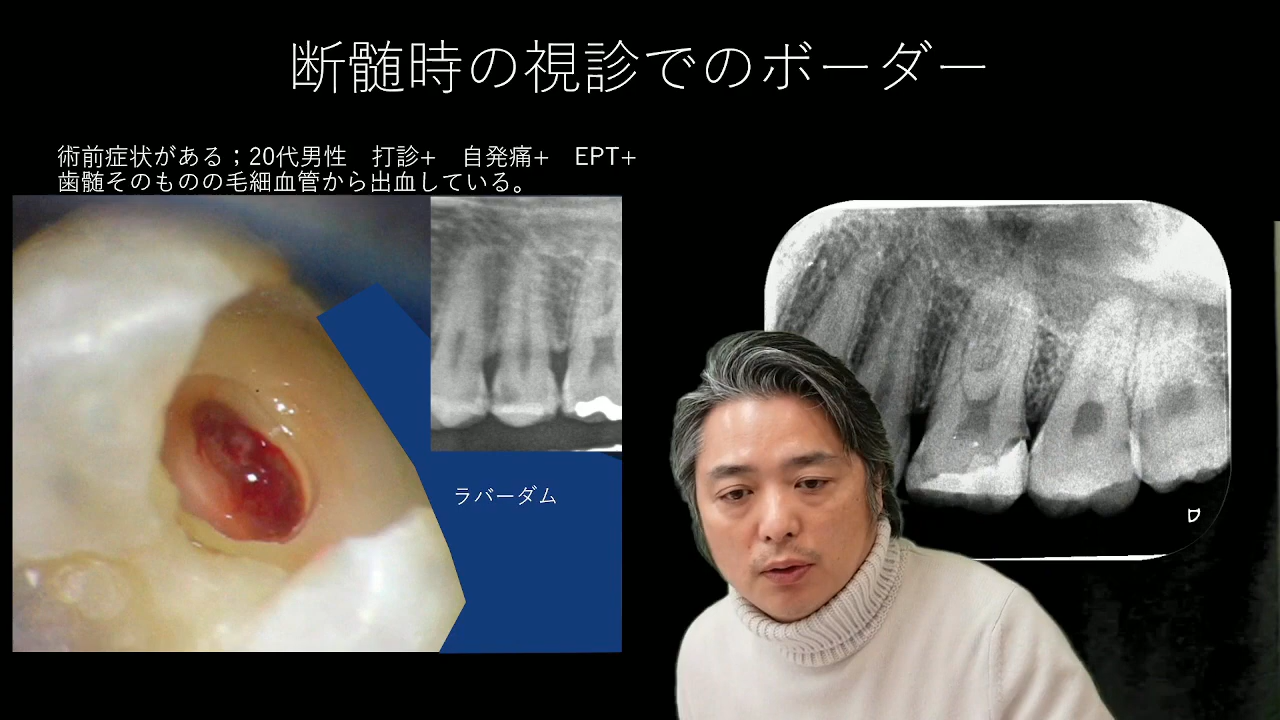 断髄時の視診でのボーダー
術前症状がある；20代男性　打診+　自発痛+　EPT+
歯髄そのものの毛細血管から出血している。
ラバーダム
D